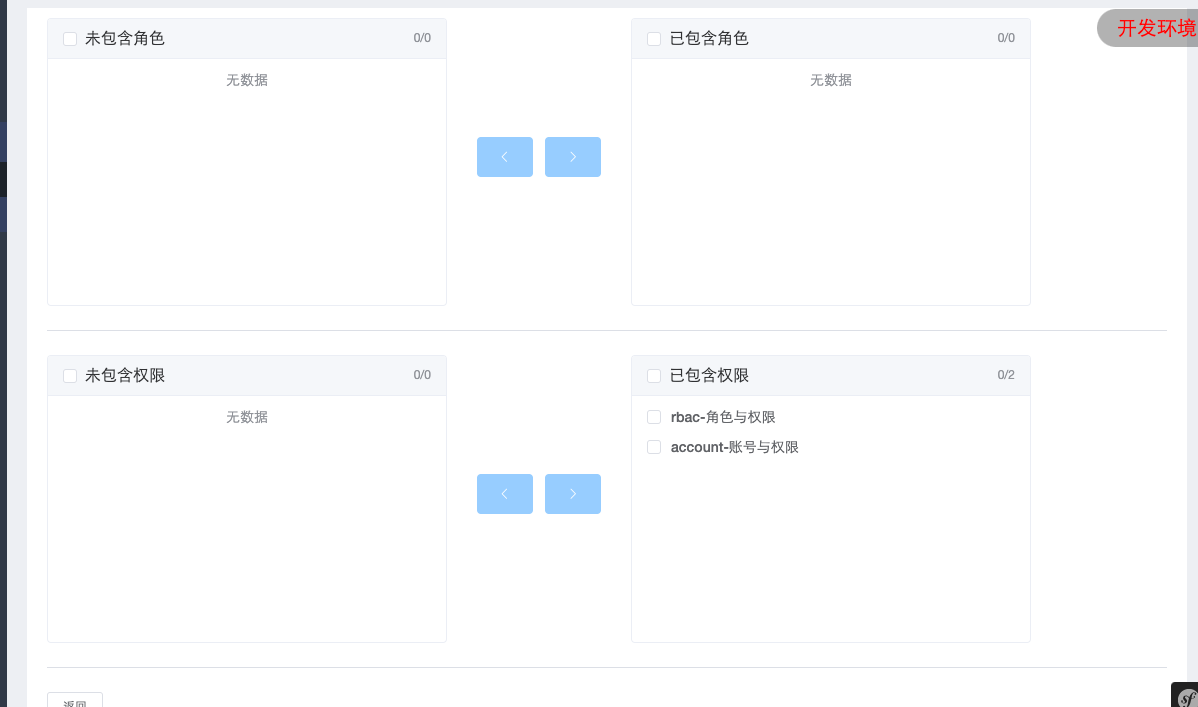 未包含角色 0/0
已包含角色 0/0
开发环境
无数据
无数据
未包含权限 0/0
已包含权限 0/2
无数据
rbac-角色与权限
account-账号与权限
返回
sf